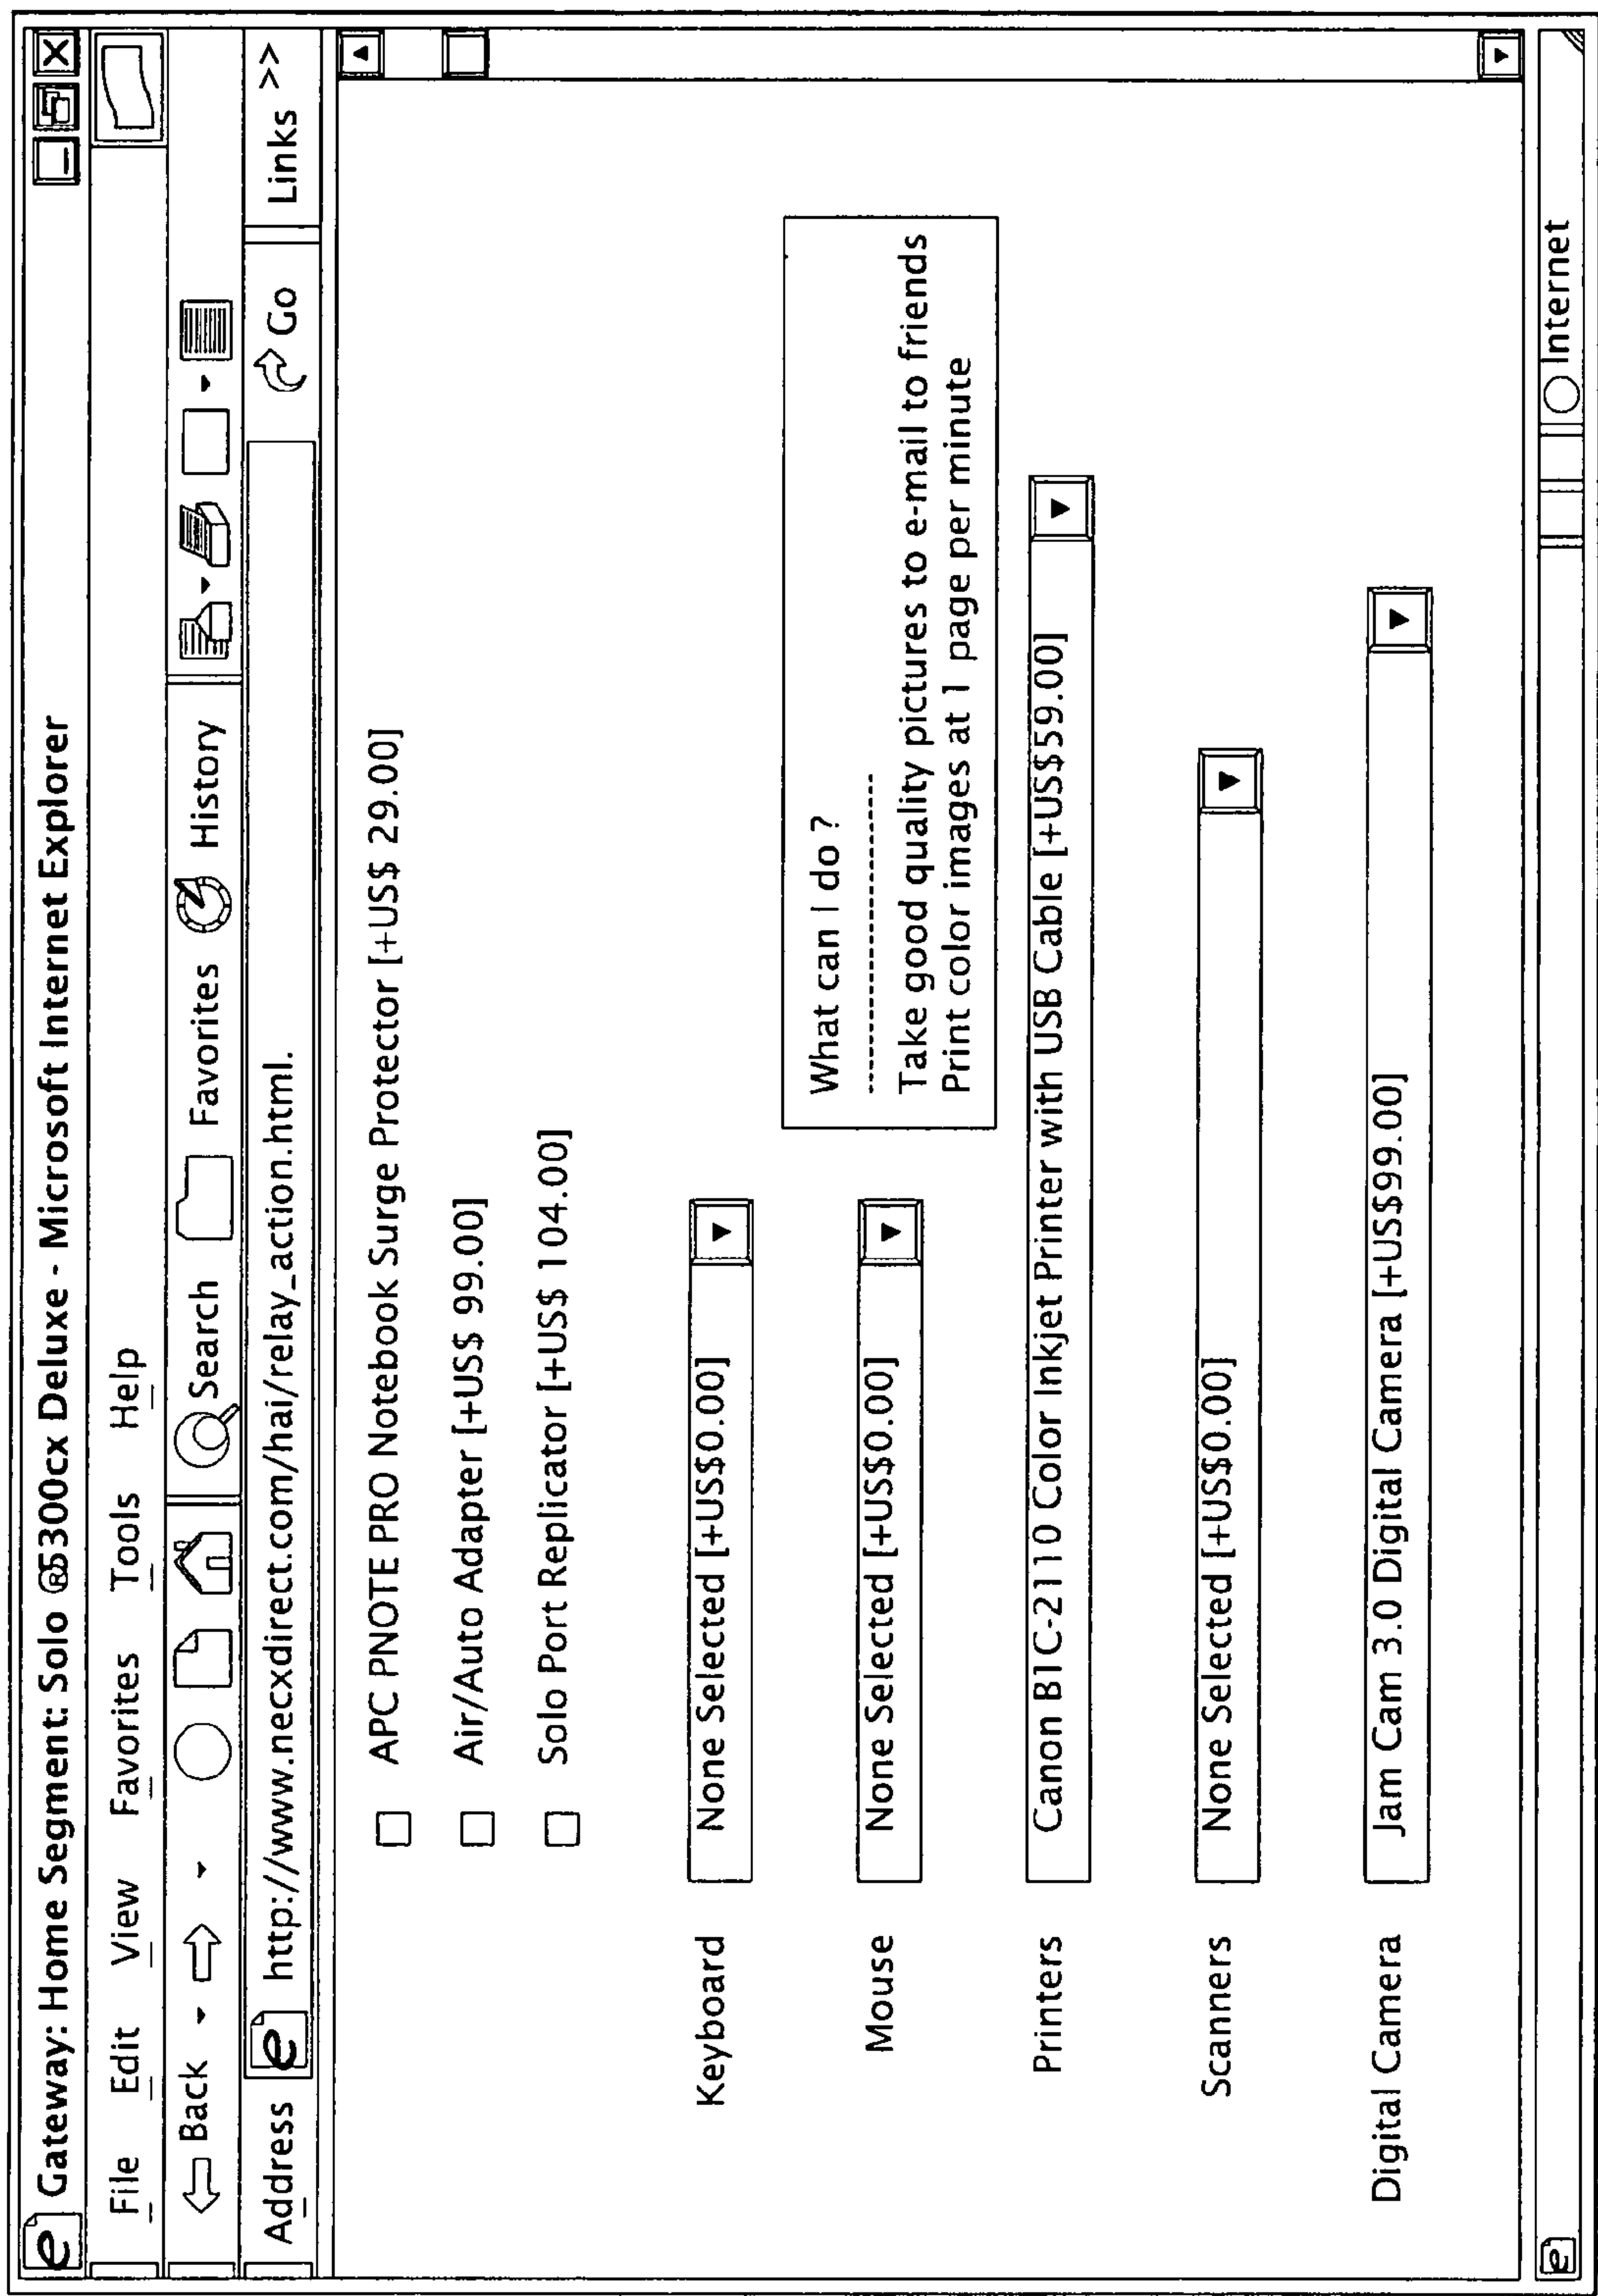 Gateway: Home Segment: Solo ®5300cx Deluxe - Microsoft Internet Explorer
File Edit View Favorites Tools Help
Back Search Favorites History
Address http://www.necxdirect.com/hai/relay_action.html. Go Links >>
APC PNOTE PRO Notebook Surge Protector [+US$ 29.00]
Air/Auto Adapter [+US$ 99.00]
Solo Port Replicator [+US$ 104.00]
Keyboard None Selected [+US$0.00]
What can I do ?
Mouse None Selected [+US$0.00]
Take good quality pictures to e-mail to friends
Print color images at 1 page per minute
Printers Canon BIC-2110 Color Inkjet Printer with USB Cable [+US$59.00]
Scanners None Selected [+US$0.00]
Digital Camera Jam Cam 3.0 Digital Camera [+US$99.00]
Internet